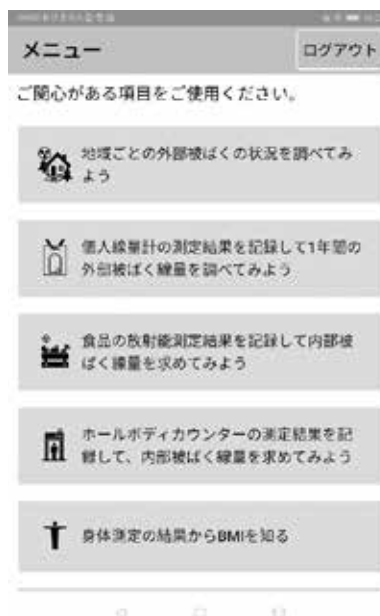 メニュー
ログアウト
ご関心がある項目をご使用ください。
地域ごとの外部被ばくの状況を調べてみ
よう
個人線量計の測定結果を記録して1年間の
外部被ばく線量を調べてみよう
食品の放射能測定結果を記録して内部被
ばく線量を求めてみよう
ホールボディカウンターの測定結果を記
録して、内部被ばく線量を求めてみよう
身体測定の結果からBMIを知る